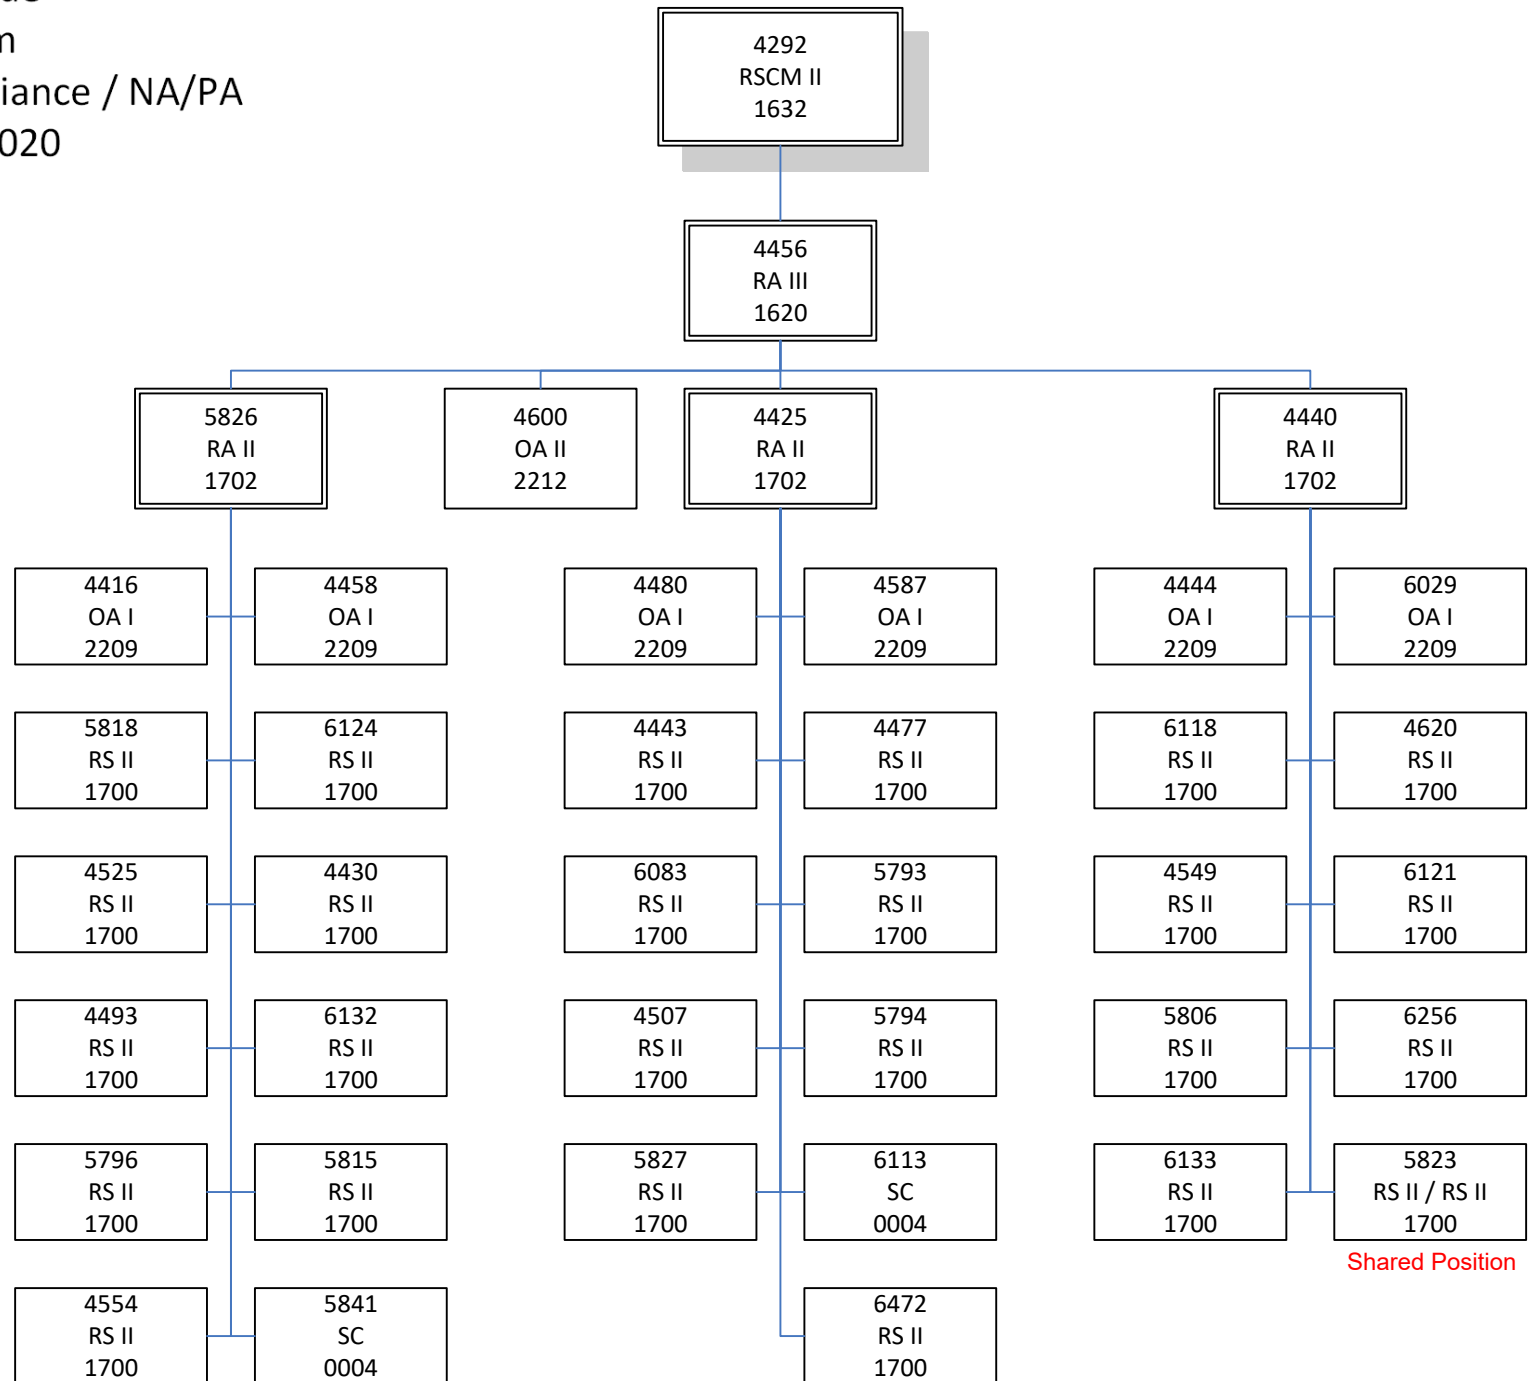 / NA/PA
4292
RSCM II
1632
4456
RA III
1620
5826
RA II
1702
4600
OA II
2212
4425
RA II
1702
4440
RA II
1702
4416
OA I
2209
4458
OA I
2209
4480
OA I
2209
4587
OA I
2209
4444
OA I
2209
6029
OA I
2209
5818
RS II
1700
6124
RS II
1700
4443
RS II
1700
4477
RS II
1700
6118
RS II
1700
4620
RS II
1700
4525
RS II
1700
4430
RS II
1700
6083
RS II
1700
5793
RS II
1700
4549
RS II
1700
6121
RS II
1700
4493
RS II
1700
6132
RS II
1700
4507
RS II
1700
5794
RS II
1700
5806
RS II
1700
6256
RS II
1700
5796
RS II
1700
5815
RS II
1700
5827
RS II
1700
6113
SC
0004
6133
RS II
1700
5823
RS II / RS II
1700
Shared Position
4554
RS II
1700
5841
SC
0004
6472
RS II
1700